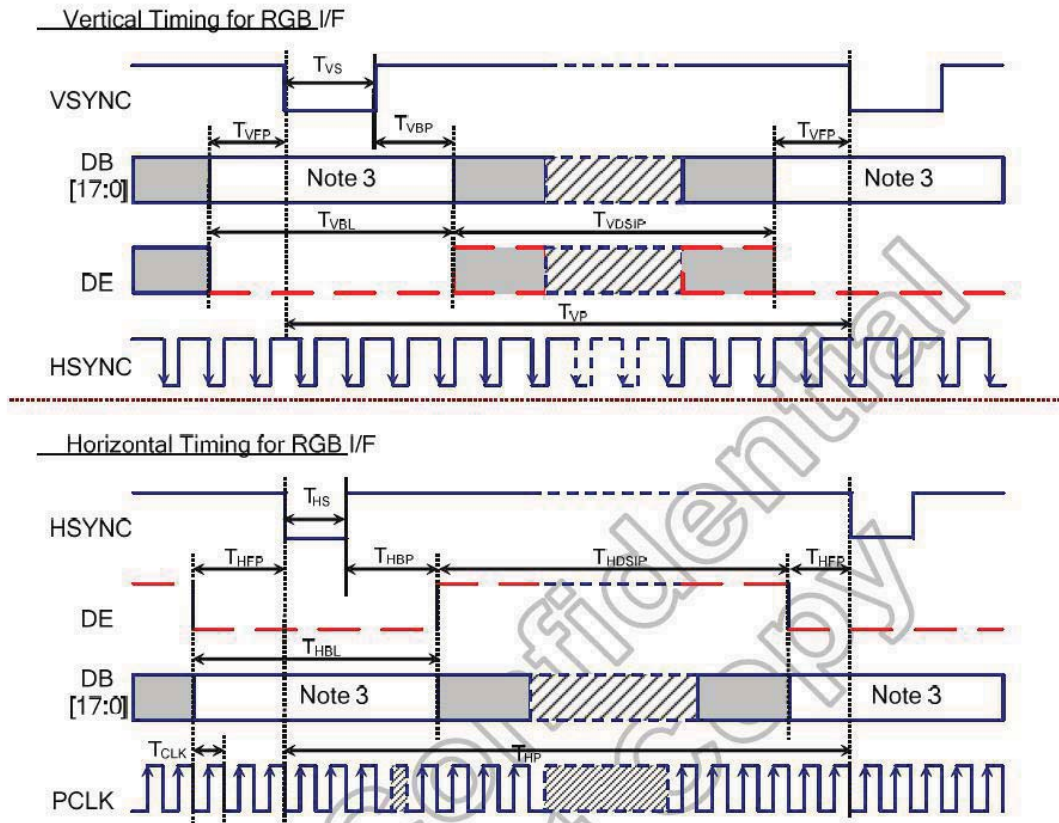 Vertical Timing for RGB I/F
TVS
VSYNC
TVFP
TVBP
TVFP
DB
[17:0]
Note 3
Note 3
TVBL
TVDSIP
DE
TVP
HSYNC
Horizontal Timing for RGB I/F
THS
HSYNC
THFP
THBP
THDSIP
THFP
DE
THBL
DB
[17:0]
Note 3
Note 3
TCLK
THP
PCLK
Confidential
copy